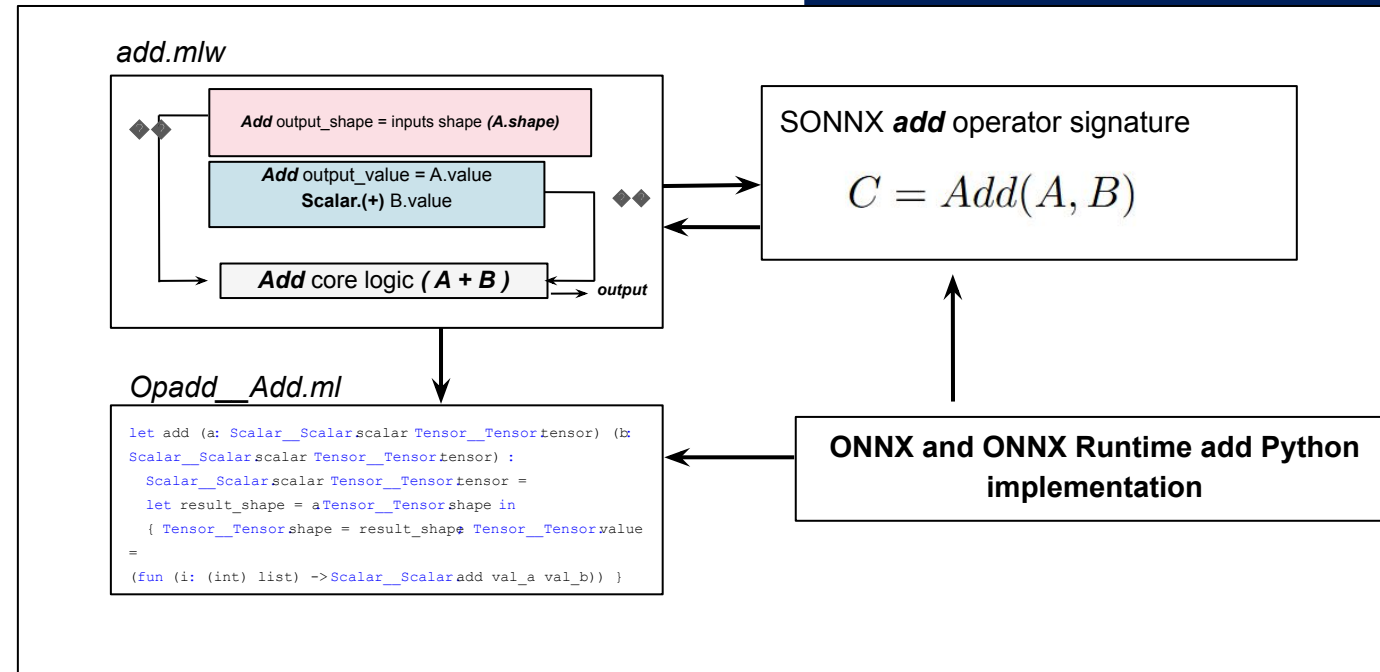 add.mlw
Add output_shape = inputs shape (A.shape)
Add output_value = A.value
Scalar.(+) B.value
Add core logic ( A + B )
output
SONNX add operator signature
C = Add(A, B)
Opadd__Add.ml
let add (a: Scalar__Scalar.scalar Tensor__Tensor.tensor) (b:
Scalar__Scalar.scalar Tensor__Tensor.tensor) :
Scalar__Scalar.scalar Tensor__Tensor.tensor =
let result_shape = a.Tensor__Tensor.shape in
{ Tensor__Tensor.shape = result_shape; Tensor__Tensor.value
=
(fun (i: (int) list) -> Scalar__Scalar.add val_a val_b)) }
ONNX and ONNX Runtime add Python
implementation